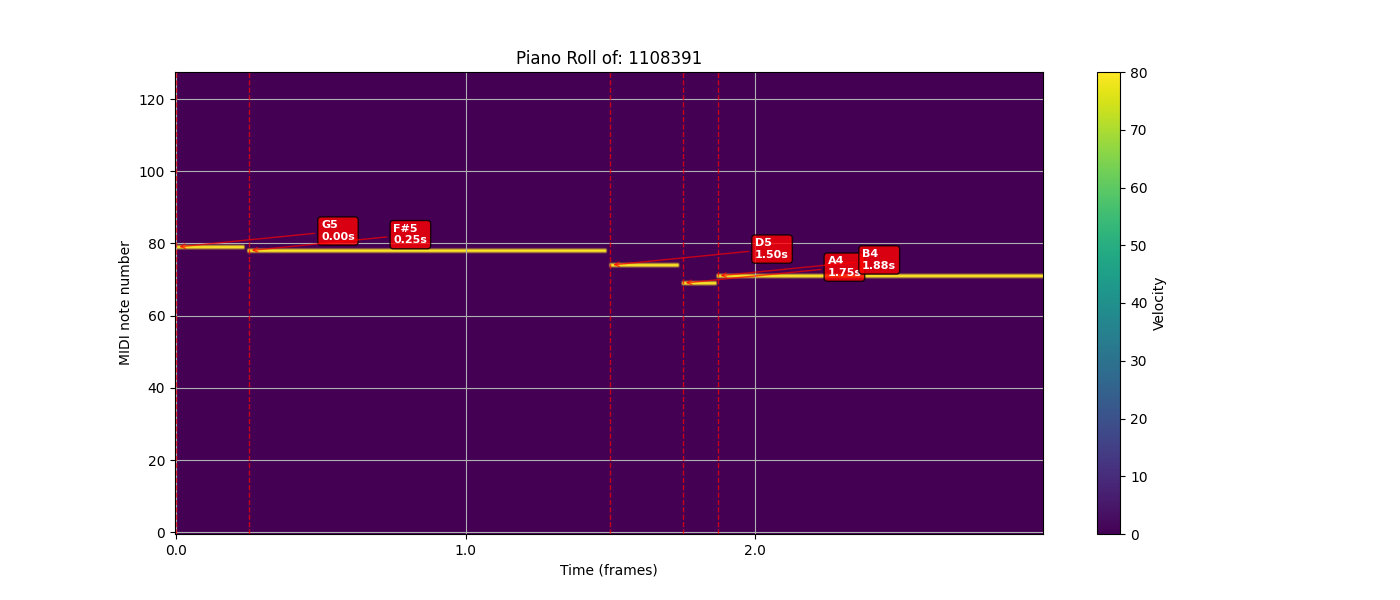 Piano Roll of: 1108391
MIDI note number
120
100
80
60
40
20
0
G5
0.00s
F#5
0.25s
D5
1.50s
A4
1.75s
B4
1.88s
0.0
1.0
2.0
Time (frames)
80
70
60
50
40
30
20
10
0
Velocity